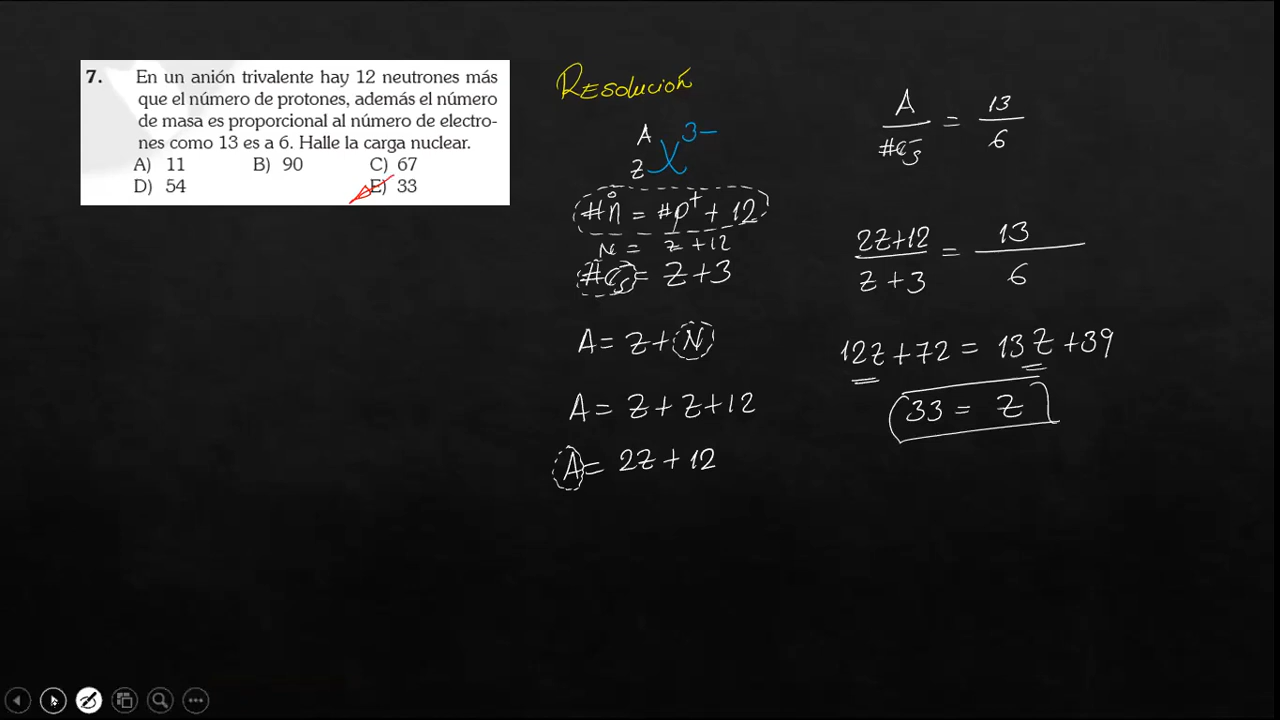 7. En un anión trivalente hay 12 neutrones más
que el número de protones, además el número
de masa es proporcional al número de electro-
nes como 13 es a 6. Halle la carga nuclear.
A) 11 B) 90 C) 67
D) 54 E) 33
RESOLUCIÓN
A 3-
Z X
#n° = #p⁺ + 12
N = Z + 12
#e⁻s = Z + 3
A = Z + N
A = Z + Z + 12
A = 2Z + 12
A = 13
#e⁻s 6
2Z+12 = 13
Z + 3 6
12Z + 72 = 13Z + 39
33 = Z